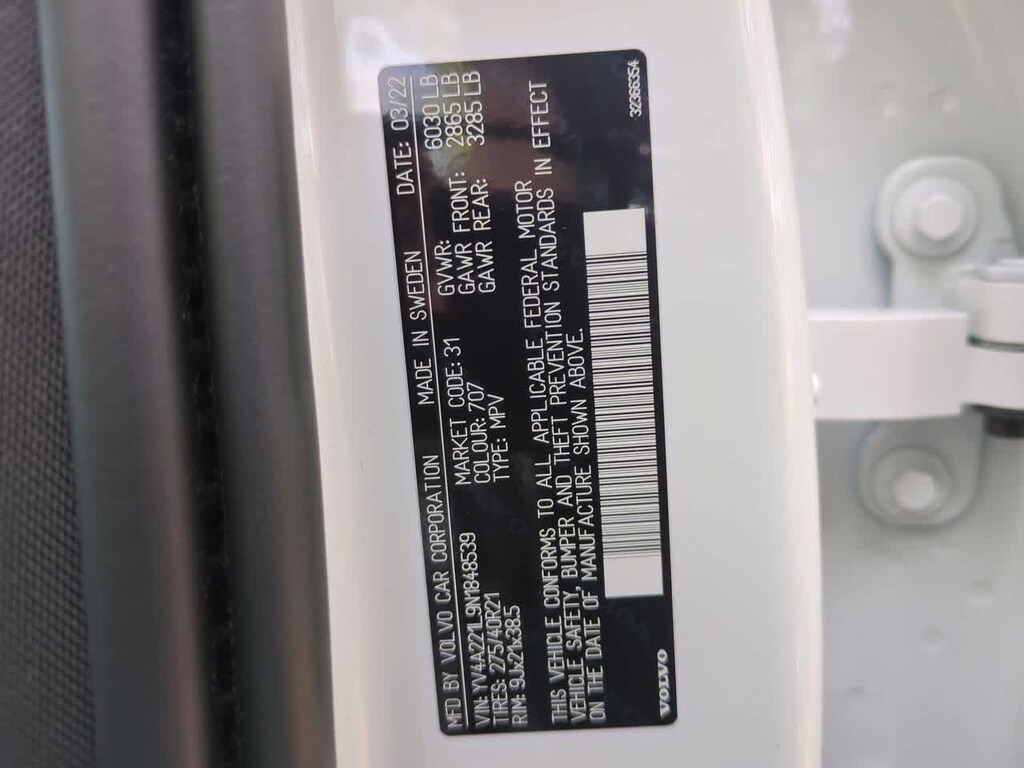 MFD BY VOLVO CAR CORPORATION MADE IN SWEDEN DATE: 03/22
VIN: YV4A221L9N1848539 MARKET CODE: 31 GVWR: 6030 LB
TIRES: 275/40R21 COLOUR: 707 GAWR FRONT: 2865 LB
RIM: 9Jx21x38.5 TYPE: MPV GAWR REAR: 3285 LB
THIS VEHICLE CONFORMS TO ALL APPLICABLE FEDERAL MOTOR
VEHICLE SAFETY, BUMPER AND THEFT PREVENTION STANDARDS IN EFFECT
ON THE DATE OF MANUFACTURE SHOWN ABOVE.
VOLVO 32366354